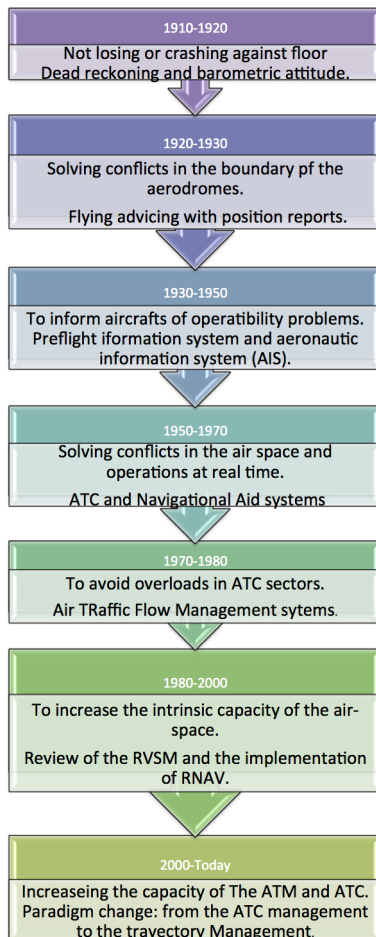 1910-1920
Not losing or crashing against floor
Dead reckoning and barometric attitude.
1920-1930
Solving conflicts in the boundary pf the
aerodromes.
Flying advicing with position reports.
1930-1950
To inform aircrafts of operatibility problems.
Preflight iformation system and aeronautic
information system (AIS).
1950-1970
Solving conflicts in the air space and
operations at real time.
ATC and Navigational Aid systems
1970-1980
To avoid overloads in ATC sectors.
Air TRaffic Flow Management sytems.
1980-2000
To increase the intrinsic capacity of the air-
space.
Review of the RVSM and the implementation
of RNAV.
2000-Today
Increaseing the capacity of The ATM and ATC.
Paradigm change: from the ATC management
to the trayectory Management.